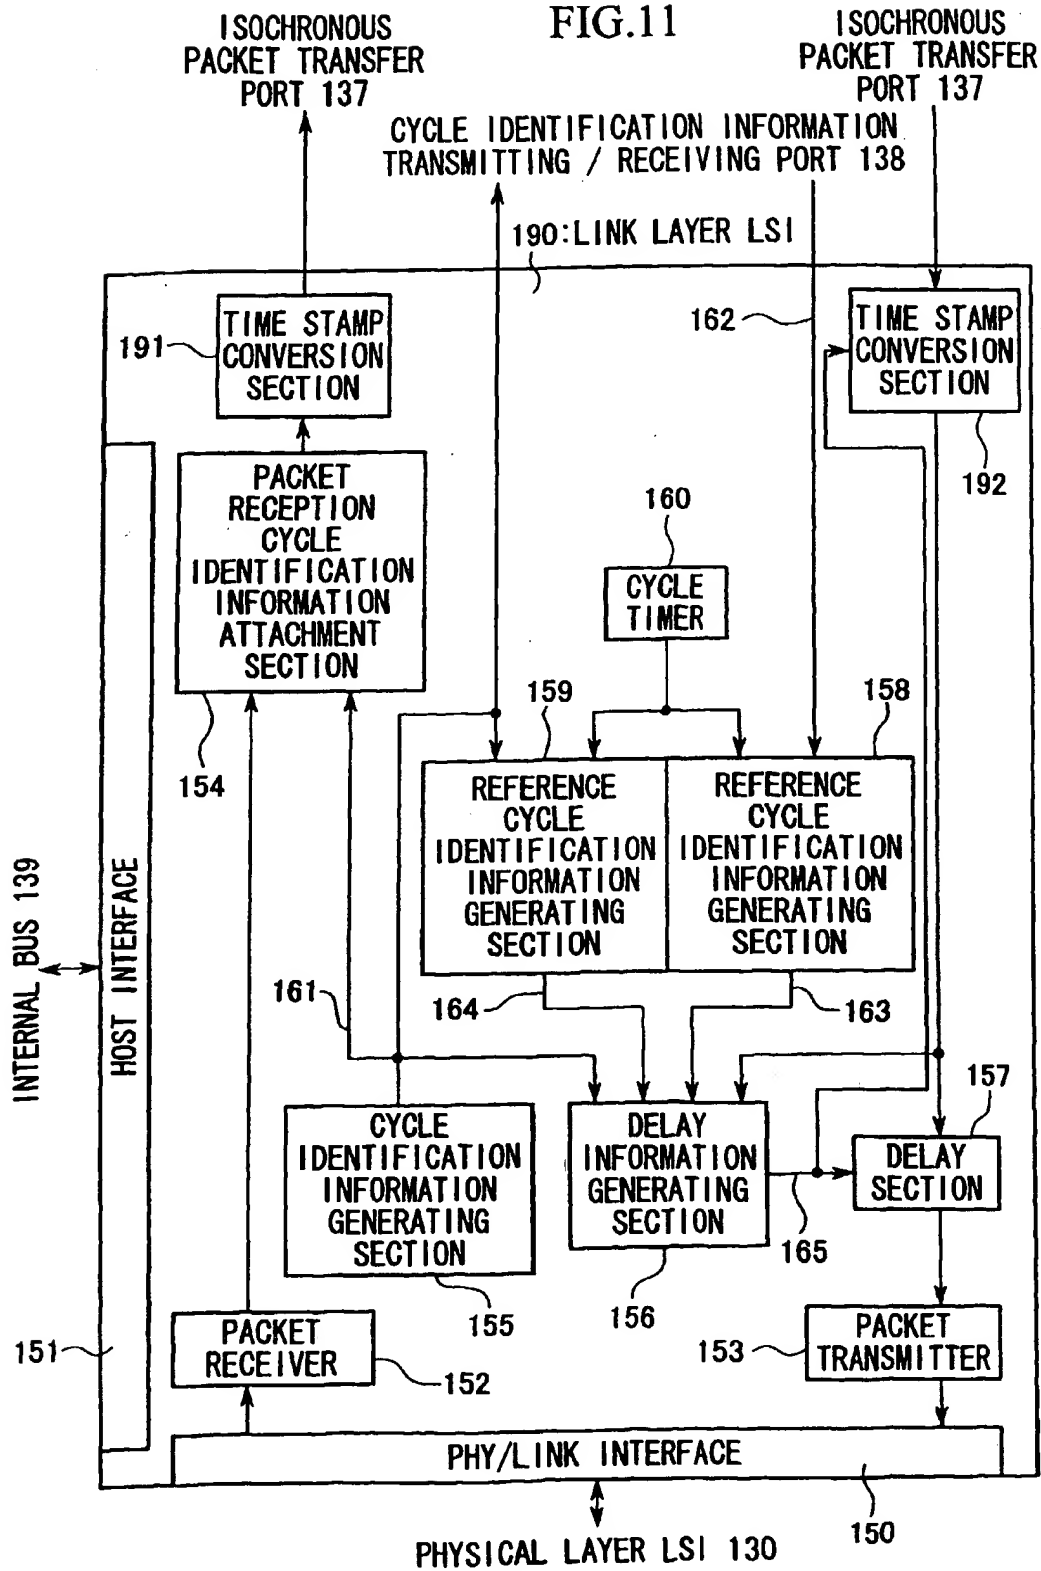 FIG.11
ISOCHRONOUS
PACKET TRANSFER
PORT 137
ISOCHRONOUS
PACKET TRANSFER
PORT 137
CYCLE IDENTIFICATION INFORMATION
TRANSMITTING / RECEIVING PORT 138
190:LINK LAYER LSI
191
TIME STAMP
CONVERSION
SECTION
162
TIME STAMP
CONVERSION
SECTION
192
PACKET
RECEPTION
CYCLE
IDENTIFICATION
INFORMATION
ATTACHMENT
SECTION
154
160
CYCLE
TIMER
159
158
REFERENCE
CYCLE
IDENTIFICATION
INFORMATION
GENERATING
SECTION
REFERENCE
CYCLE
IDENTIFICATION
INFORMATION
GENERATING
SECTION
INTERNAL BUS 139
HOST INTERFACE
161
164
163
157
CYCLE
IDENTIFICATION
INFORMATION
GENERATING
SECTION
155
DELAY
INFORMATION
GENERATING
SECTION
156
165
DELAY
SECTION
151
PACKET
RECEIVER
152
153
PACKET
TRANSMITTER
PHY/LINK INTERFACE
150
PHYSICAL LAYER LSI 130